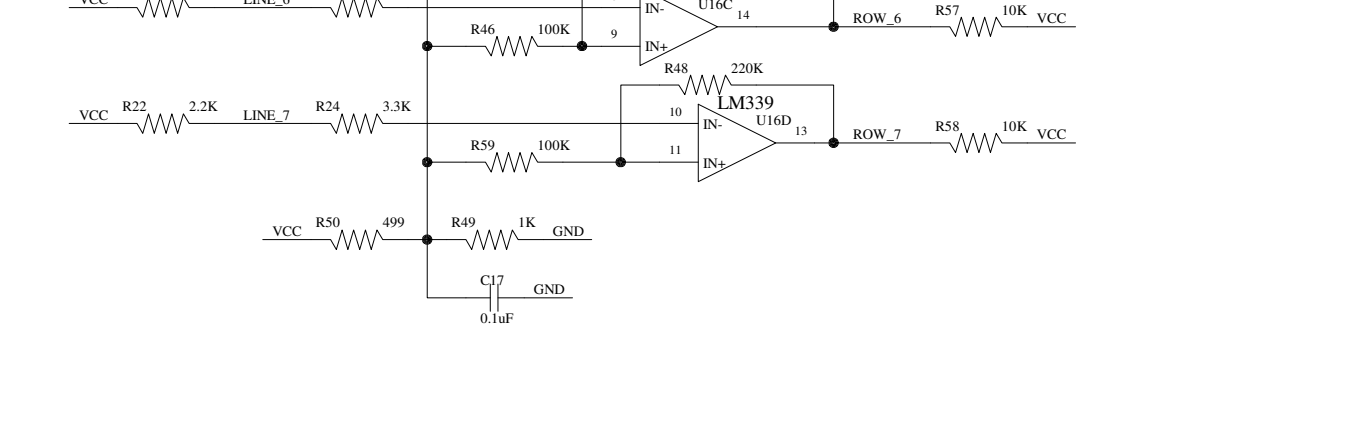 VCC LINE_6
IN- U16C 14
R46 100K 9 IN+
ROW_6 R57 10K VCC
R48 220K
LM339
VCC R22 2.2K LINE_7 R24 3.3K 10 IN- U16D 13
R59 100K 11 IN+
ROW_7 R58 10K VCC
VCC R50 499 R49 1K GND
C17 GND
0.1uF